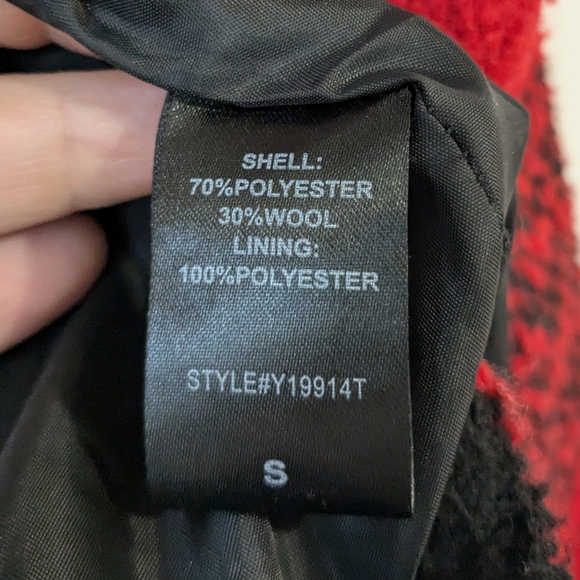 SHELL:
70%POLYESTER
30%WOOL
LINING:
100%POLYESTER
STYLE#Y19914T
S